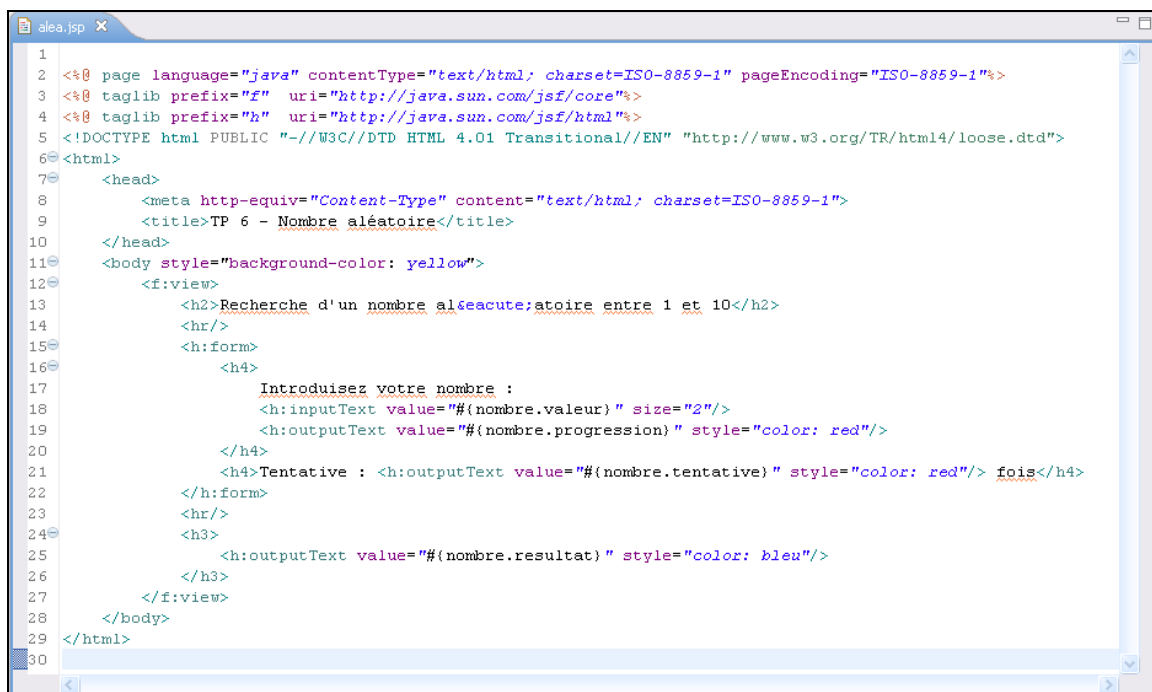 alea.jsp
1
2 <%@ page language="java" contentType="text/html; charset=ISO-8859-1" pageEncoding="ISO-8859-1"%>
3 <%@ taglib prefix="f" uri="http://java.sun.com/jsf/core"%>
4 <%@ taglib prefix="h" uri="http://java.sun.com/jsf/html"%>
5 <!DOCTYPE html PUBLIC "-//W3C//DTD HTML 4.01 Transitional//EN" "http://www.w3.org/TR/html4/loose.dtd">
6 <html>
7 <head>
8 <meta http-equiv="Content-Type" content="text/html; charset=ISO-8859-1">
9 <title>TP 6 - Nombre aléatoire</title>
10 </head>
11 <body style="background-color: yellow">
12 <f:view>
13 <h2>Recherche d'un nombre al&eacute;atoire entre 1 et 10</h2>
14 <hr/>
15 <h:form>
16 <h4>
17 Introduisez votre nombre :
18 <h:inputText value="#{nombre.valeur}" size="2"/>
19 <h:outputText value="#{nombre.progression}" style="color: red"/>
20 </h4>
21 <h4>Tentative : <h:outputText value="#{nombre.tentative}" style="color: red"/> fois</h4>
22 </h:form>
23 <hr/>
24 <h3>
25 <h:outputText value="#{nombre.resultat}" style="color: bleu"/>
26 </h3>
27 </f:view>
28 </body>
29 </html>
30